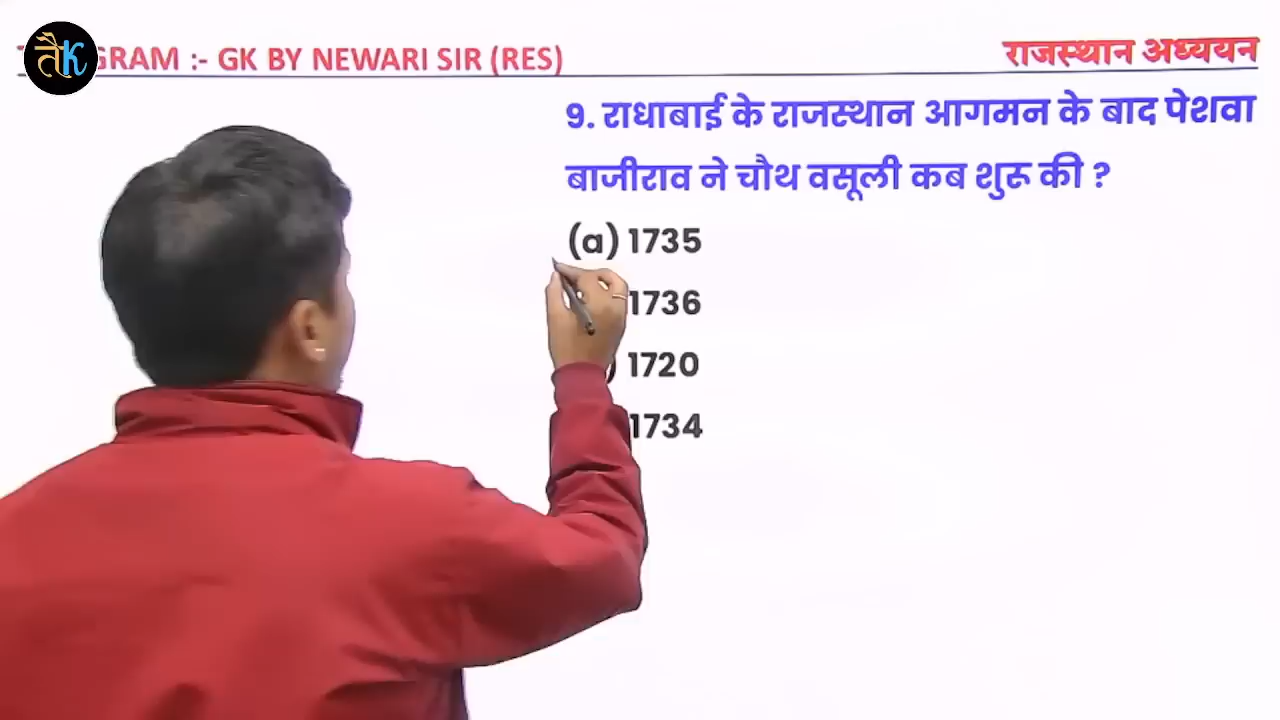 GRAM :- GK BY NEWARI SIR (RES)
राजस्थान अध्ययन
तैK
9. राधाबाई के राजस्थान आगमन के बाद पेशवा
बाजीराव ने चौथ वसूली कब शुरू की ?
(a) 1735
1736
) 1720
1734